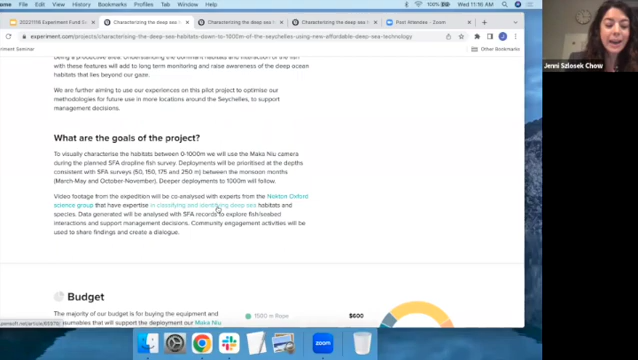 File Edit View History Bookmarks Profiles Tab Window Help
100%
Wed Nov 16 11:16 AM
20221116 Experiment Fund S
Characterizing the deep sea
Characterizing the deep sea
Characterizing the deep sea
Post Attendee - Zoom
experiment.com/projects/characterizing-the-deep-sea-habitats-down-to-1000m-of-the-seychelles-using-new-affordable-deep-sea-technology
Seminar
Other Bookmarks
Jenni Szlosek Chow
being a productive area. Understanding the dominant habitats and interaction of the fish
with these features will add to long term monitoring and raise awareness of the deep ocean
habitats that lies beyond our gaze.
We are further aiming to use our experiences on this pilot project to optimise our
methodologies for future use in more locations around the Seychelles, to support
management decisions.
What are the goals of the project?
To visually characterise the habitats between 0-1000m we will use the Maka Niu camera
during the planned SFA dropline fish survey. Deployments will be prioritised at the depths
consistent with SFA surveys (50, 150, 175 and 250 m) between the monsoon months
(March-May and October-November). Deeper deployments to 1000m will follow.
Video footage from the expedition will be co-analysed with experts from the Nekton Oxford
science group that have expertise in classifying and identifying deep sea habitats and
species. Data generated will be analysed with SFA records to explore fish/seabed
interactions and support management decisions. Community engagement activities will be
used to share findings and create a dialogue.
Budget
The majority of our budget is for buying the equipment and
consumables that will support the deployment our Maka Niu
1500 m Rope
$600
zoom